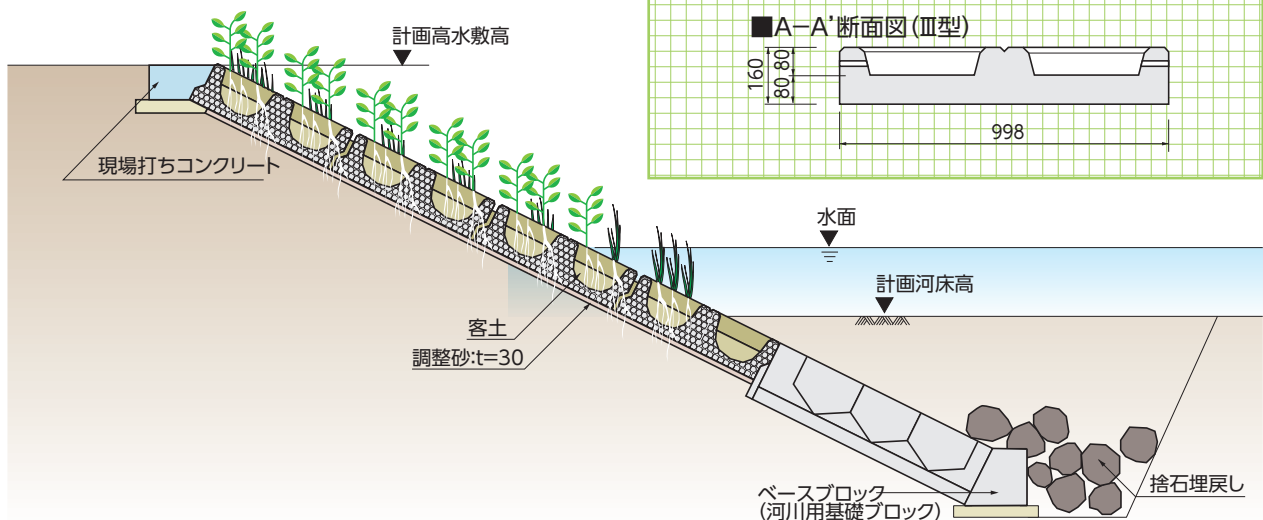 計画高水敷高
■A-A'断面図(Ⅲ型)
160
80
80
998
現場打ちコンクリート
水面
計画河床高
客土
調整砂:t=30
ベースブロック
(河川用基礎ブロック)
捨石埋戻し